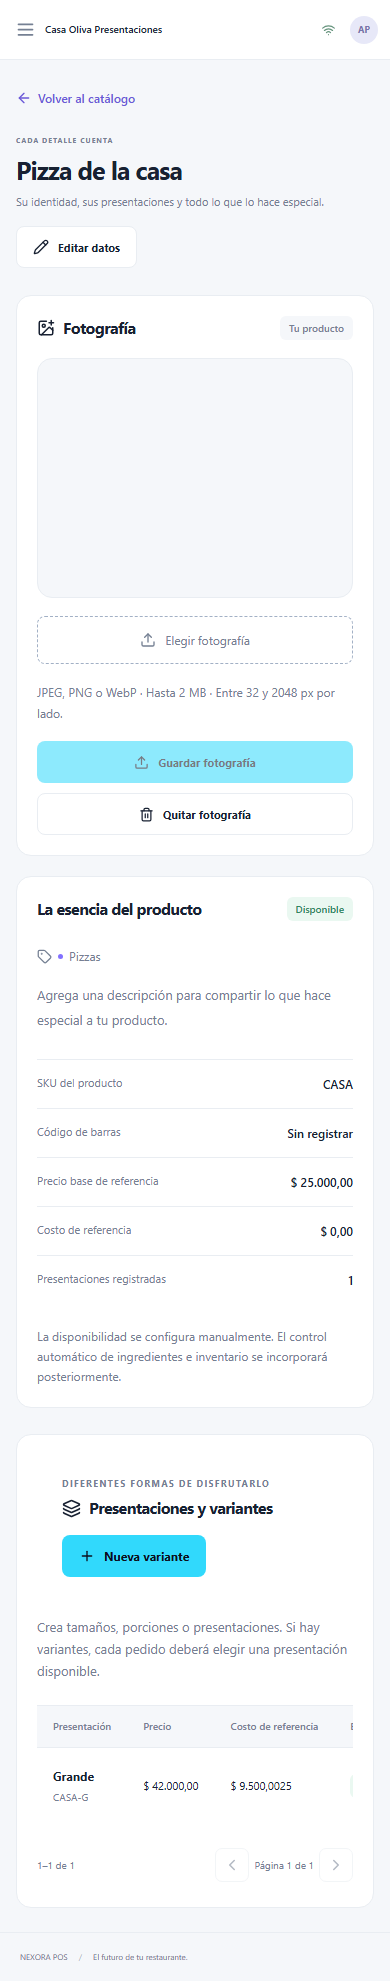 Casa Oliva Presentaciones
AP
Volver al catálogo
CADA DETALLE CUENTA
Pizza de la casa
Su identidad, sus presentaciones y todo lo que lo hace especial.
Editar datos
Fotografía
Tu producto
Elegir fotografía
JPEG, PNG o WebP · Hasta 2 MB · Entre 32 y 2048 px por
lado.
Guardar fotografía
Quitar fotografía
La esencia del producto
Disponible
Pizzas
Agrega una descripción para compartir lo que hace
especial a tu producto.
SKU del producto
CASA
Código de barras
Sin registrar
Precio base de referencia
$ 25.000,00
Costo de referencia
$ 0,00
Presentaciones registradas
1
La disponibilidad se configura manualmente. El control
automático de ingredientes e inventario se incorporará
posteriormente.
DIFERENTES FORMAS DE DISFRUTARLO
Presentaciones y variantes
Nueva variante
Crea tamaños, porciones o presentaciones. Si hay
variantes, cada pedido deberá elegir una presentación
disponible.
Presentación Precio Costo de referencia
Grande
CASA-G
$ 42.000,00
$ 9.500,0025
1–1 de 1
Página 1 de 1
NEXORA POS / El futuro de tu restaurante.